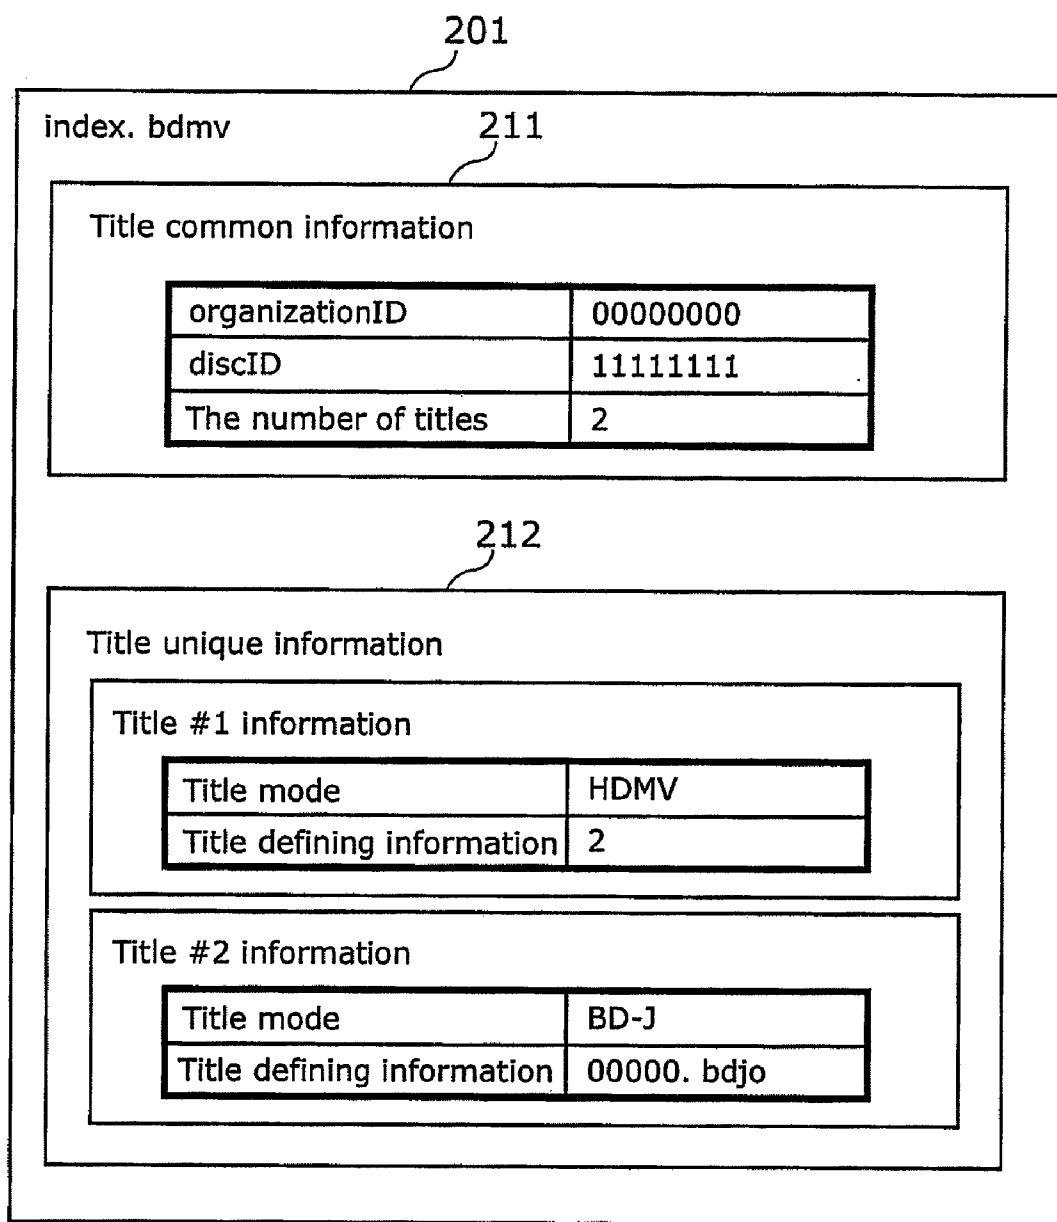 201
index. bdmv
211
Title common information
organizationID 00000000
discID 11111111
The number of titles 2
212
Title unique information
Title #1 information
Title mode HDMV
Title defining information 2
Title #2 information
Title mode BD-J
Title defining information 00000. bdjo